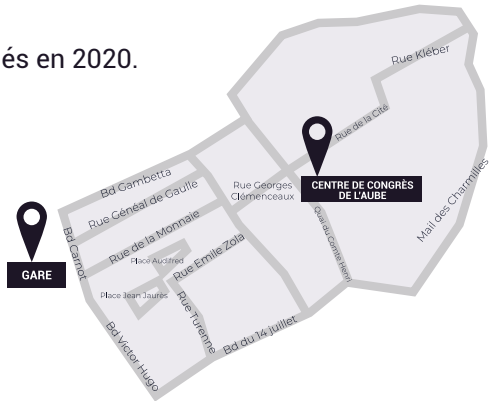 és en 2020.
Rue Kléber
Rue de la Cité
Bd Gambetta
Rue Généal de Gaulle
Rue Georges
Clémenceaux
CENTRE DE CONGRÈS
DE L'AUBE
Mail des Charmilles
Quai du Comte Henri
Rue de la Monnaie
Bd Carnot
GARE
Place Audifred
Rue Emile Zola
Place Jean Jaurès
Rue Turenne
Bd Victor Hugo
Bd du 14 juillet